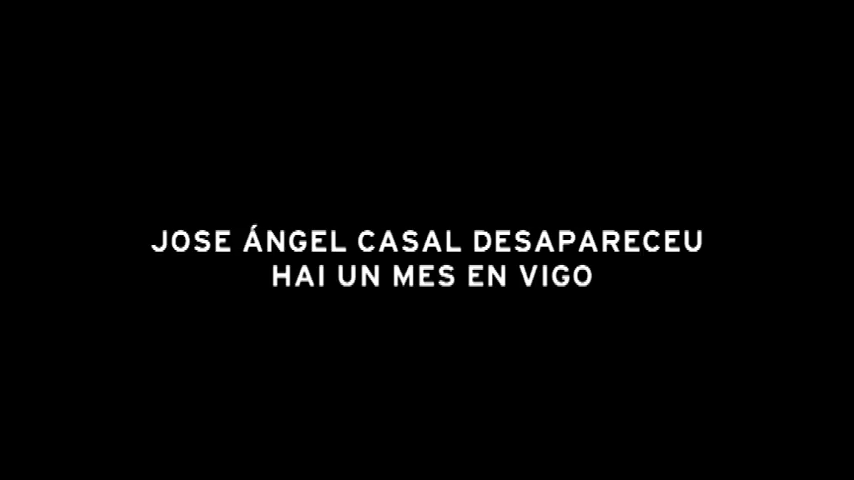 JOSE ÁNGEL CASAL DESAPARECEU
HAI UN MES EN VIGO